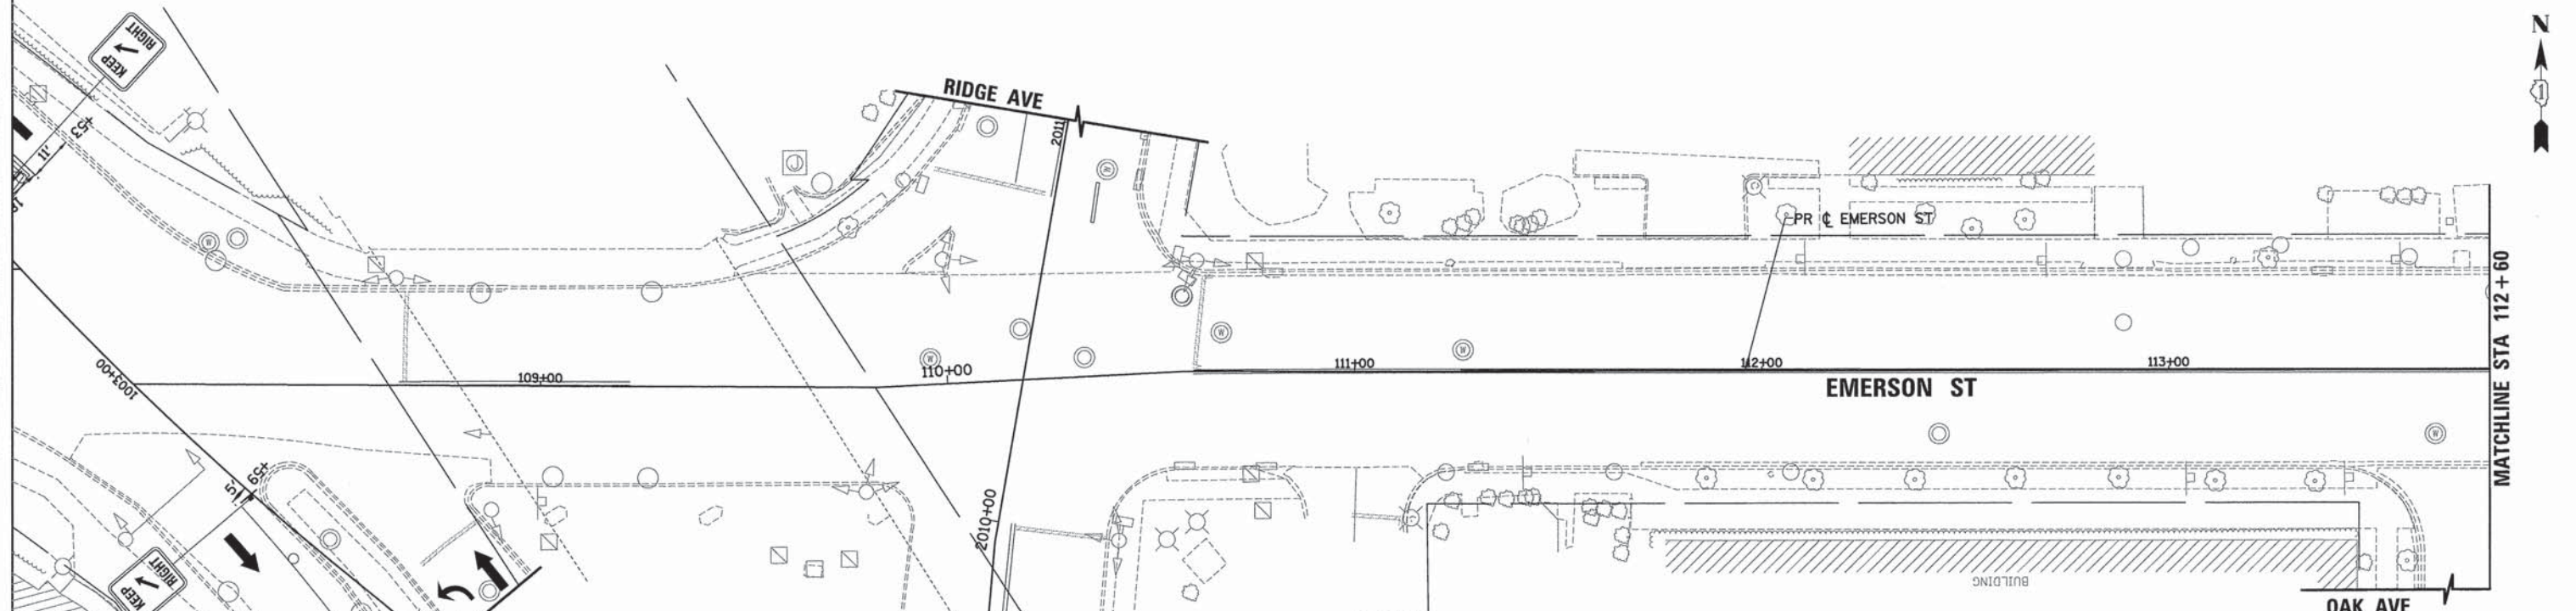 KEEP
RIGHT
+53
11'
RIDGE AVE
2011
N
1
W
W
PR ℄ EMERSON ST
W
W
W
1003+00
109+00
110+00
111+00
112+00
113+00
EMERSON ST
MATCHLINE STA 112+60
W
+59
5'
2010+00
KEEP
RIGHT
BUILDING
OAK AVE